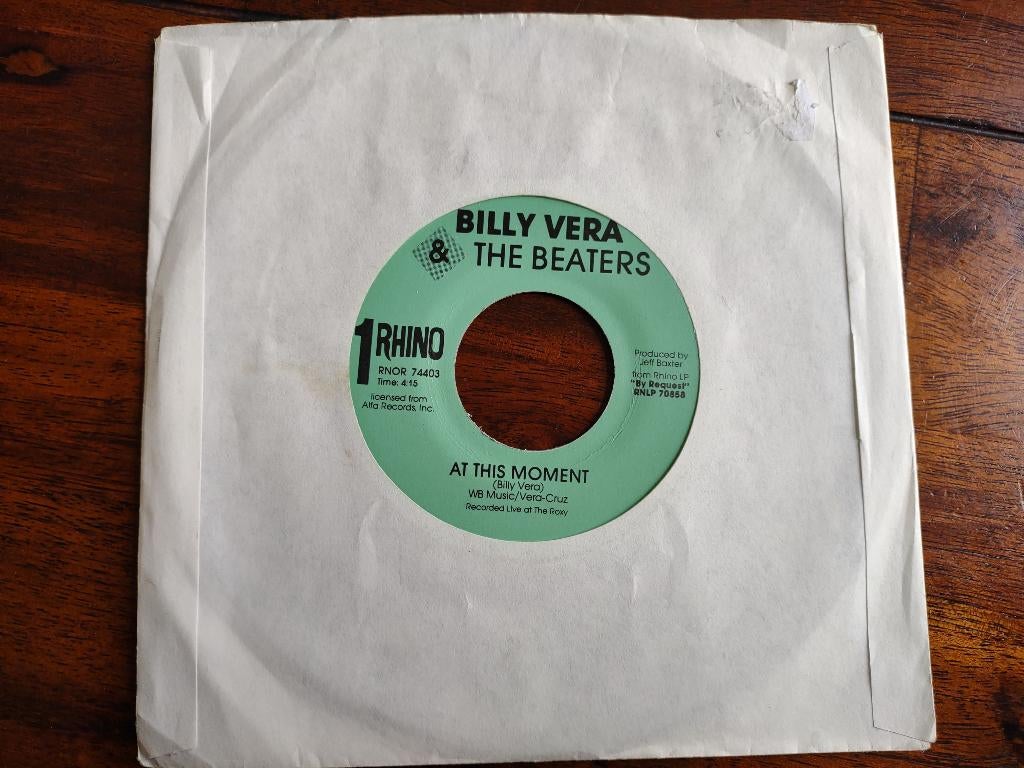 BILLY VERA
& THE BEATERS
1 RHINO
RNOR 74403
Time: 4:15
licensed from
Alfa Records, Inc.
Produced by
Jeff Baxter
from Rhino LP
"By Request"
RNLP 70858
AT THIS MOMENT
(Billy Vera)
WB Music/Vera-Cruz
Recorded Live at The Roxy